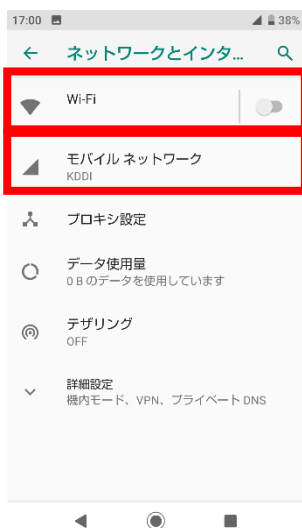 17:00 38%
ネットワークとインタ...
Wi-Fi
モバイル ネットワーク
KDDI
プロキシ設定
データ使用量
0 B のデータを使用しています
テザリング
OFF
詳細設定
機内モード、VPN、プライベート DNS